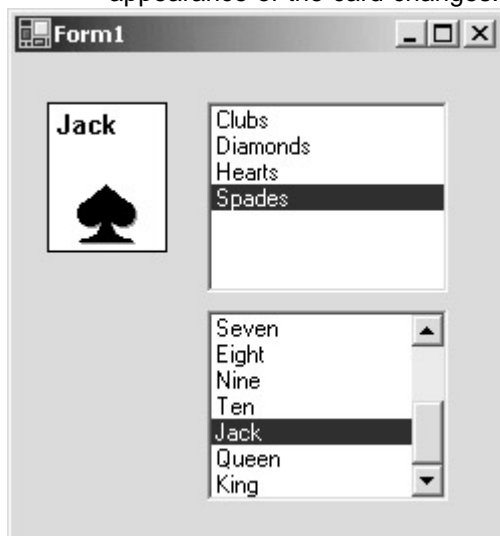 appearance of the card changes.
Form1
Jack
Clubs
Diamonds
Hearts
Spades
Seven
Eight
Nine
Ten
Jack
Queen
King